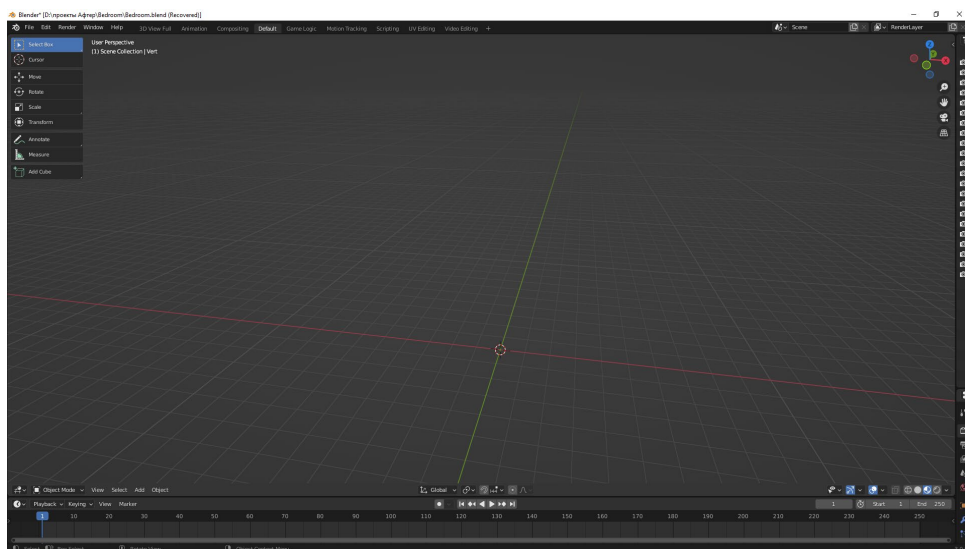 Blender* [D:\проекты Афтер\Bedroom\Bedroom.blend (Recovered)]
File Edit Render Window Help 3D View Full Animation Compositing Default Game Logic Motion Tracking Scripting UV Editing Video Editing + Scene RenderLayer
Select Box
User Perspective
(1) Scene Collection | Vert
Cursor
Move
Rotate
Scale
Transform
Annotate
Measure
Add Cube
Object Mode View Select Add Object Global
Playback Keying View Marker 1 Start 1 End 250
1 10 20 30 40 50 60 70 80 90 100 110 120 130 140 150 160 170 180 190 200 210 220 230 240 250